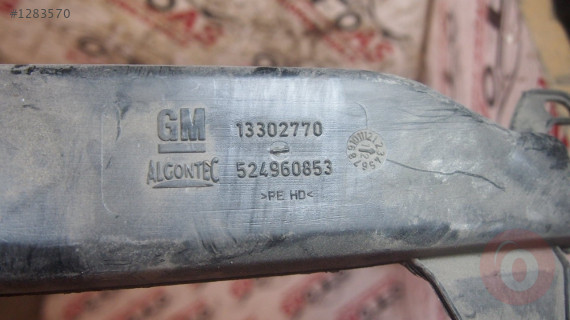 #1283570
GM 13302770
ALGONTEC 524960853
>PE HD<